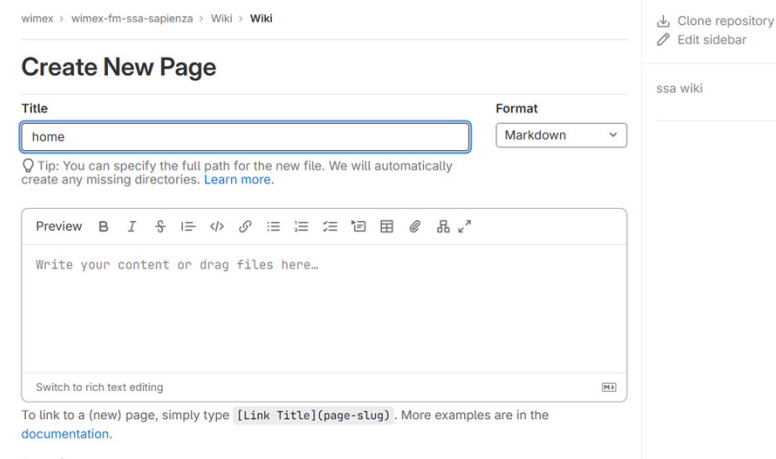 wimex > wimex-fm-ssa-sapienza > Wiki > Wiki
Clone repository
Edit sidebar
ssa wiki
Create New Page
Title
Format
home
Markdown
Tip: You can specify the full path for the new file. We will automatically
create any missing directories. Learn more.
Preview B I S </>
Write your content or drag files here…
Switch to rich text editing
To link to a (new) page, simply type [Link Title](page-slug). More examples are in the
documentation.